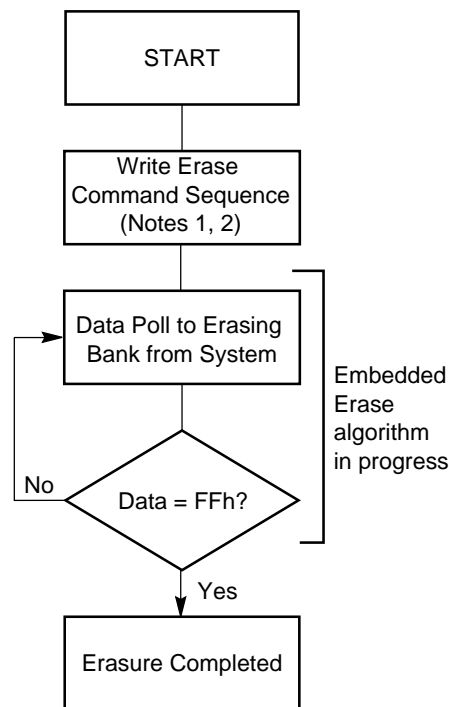 START
Write Erase
Command Sequence
(Notes 1, 2)
Data Poll to Erasing
Bank from System
Embedded
Erase
algorithm
in progress
No
Data = FFh?
Yes
Erasure Completed